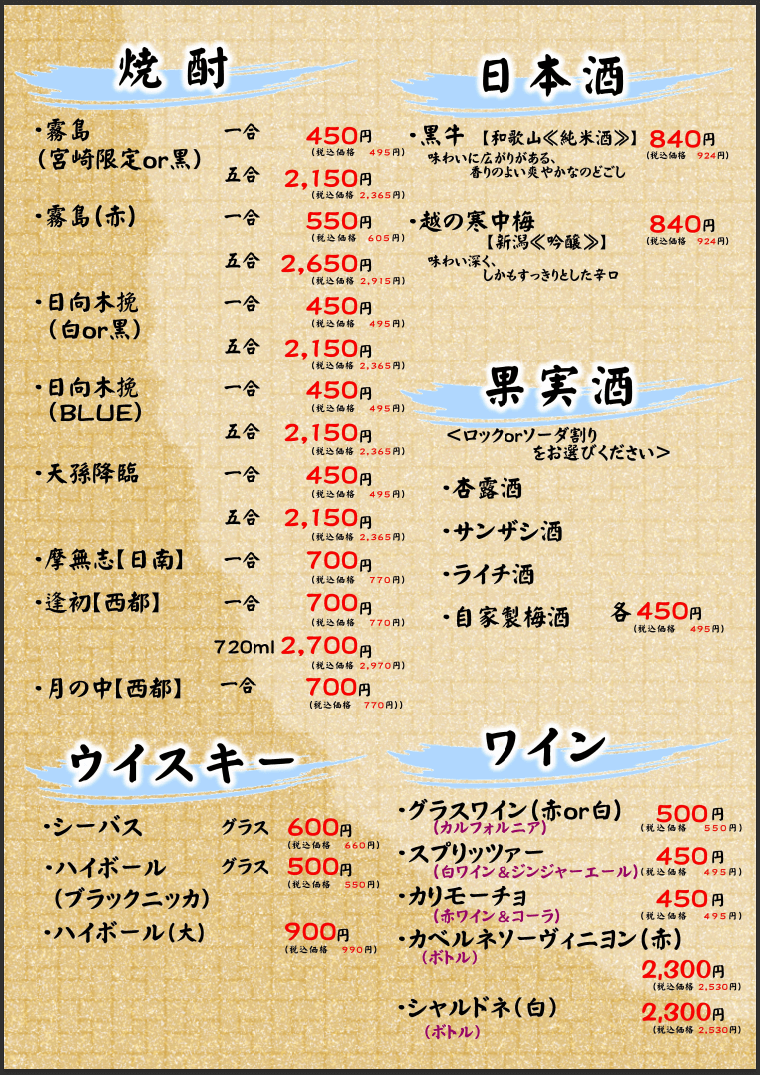 焼酎
・霧島 一合 450円
(税込価格 495円)
(宮崎限定or黒)
五合 2,150円
(税込価格 2,365円)
・霧島(赤) 一合 550円
(税込価格 605円)
五合 2,650円
(税込価格 2,915円)
・日向木挽 一合 450円
(税込価格 495円)
(白or黒)
五合 2,150円
(税込価格 2,365円)
・日向木挽 一合 450円
(税込価格 495円)
(BLUE)
五合 2,150円
(税込価格 2,365円)
・天孫降臨 一合 450円
(税込価格 495円)
五合 2,150円
(税込価格 2,365円)
・摩無志【日南】 一合 700円
(税込価格 770円)
・逢初【西都】 一合 700円
(税込価格 770円)
720ml 2,700円
(税込価格 2,970円)
・月の中【西都】 一合 700円
(税込価格 770円))
日本酒
・黒牛 【和歌山≪純米酒≫】 840円
(税込価格 924円)
味わいに広がりがある、
香りのよい爽やかなのどごし
・越の寒中梅 840円
【新潟≪吟醸≫】
(税込価格 924円)
味わい深く、
しかもすっきりとした辛口
果実酒
<ロックorソーダ割り
をお選びください>
・杏露酒
・サンザシ酒
・ライチ酒
・自家製梅酒 各450円
(税込価格 495円)
ウイスキー
・シーバス グラス 600円
(税込価格 660円)
・ハイボール グラス 500円
(税込価格 550円)
(ブラックニッカ)
・ハイボール(大) 900円
(税込価格 990円)
ワイン
・グラスワイン(赤or白) 500円
(カルフォルニア) (税込価格 550円)
・スプリッツァー 450円
(白ワイン&ジンジャーエール) (税込価格 495円)
・カリモーチョ 450円
(赤ワイン&コーラ) (税込価格 495円)
・カベルネソーヴィニヨン(赤)
(ボトル)
2,300円
(税込価格 2,530円)
・シャルドネ(白) 2,300円
(ボトル) (税込価格 2,530円)